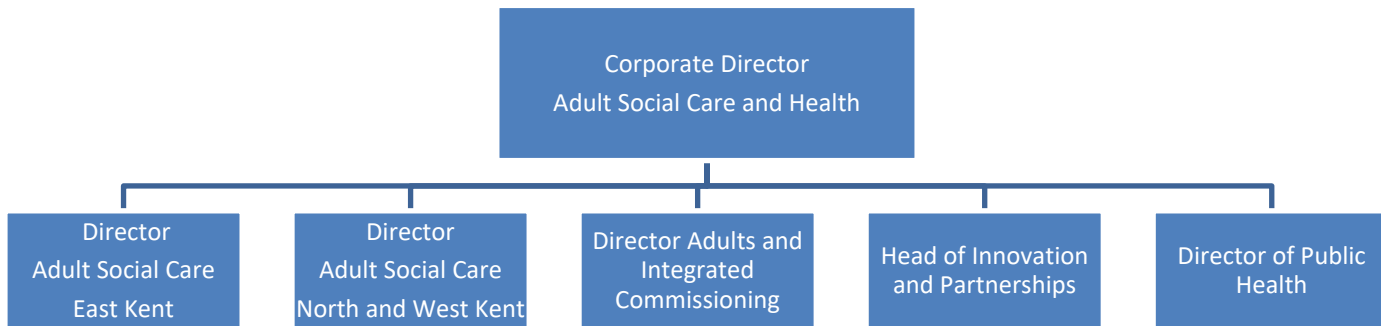 Corporate Director
Adult Social Care and Health
Director
Adult Social Care
East Kent
Director
Adult Social Care
North and West Kent
Director Adults and
Integrated
Commissioning
Head of Innovation
and Partnerships
Director of Public
Health